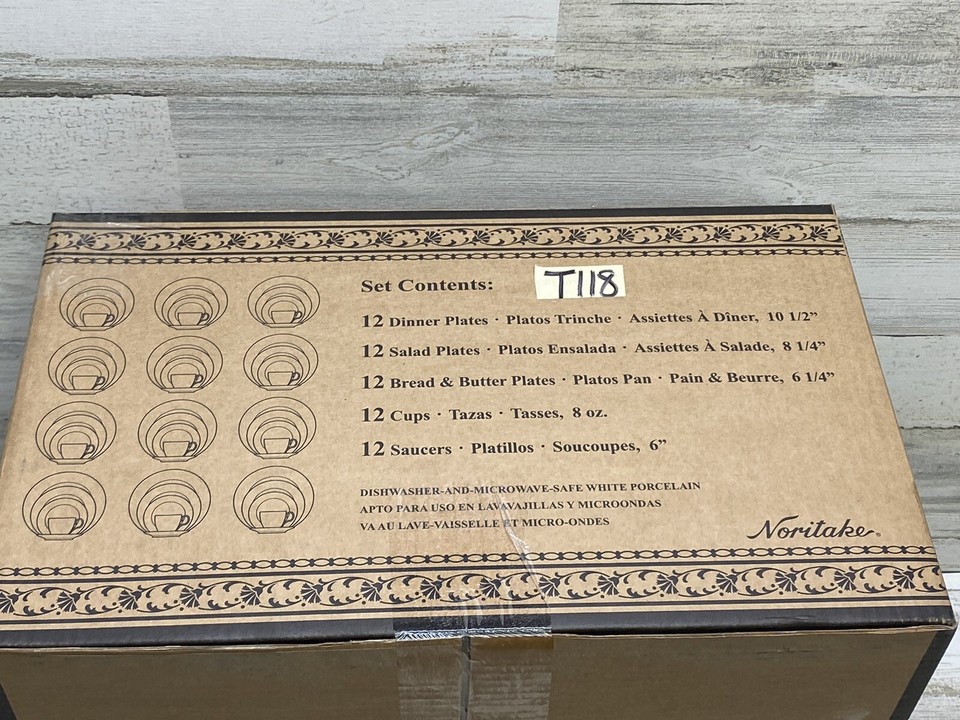 Set Contents: T118
12 Dinner Plates · Platos Trinche · Assiettes À Dîner, 10 1/2”
12 Salad Plates · Platos Ensalada · Assiettes À Salade, 8 1/4”
12 Bread & Butter Plates · Platos Pan · Pain & Beurre, 6 1/4”
12 Cups · Tazas · Tasses, 8 oz.
12 Saucers · Platillos · Soucoupes, 6”
DISHWASHER-AND-MICROWAVE-SAFE WHITE PORCELAIN
APTO PARA USO EN LAVAVAJILLAS Y MICROONDAS
VA AU LAVE-VAISSELLE ET MICRO-ONDES
Noritake®